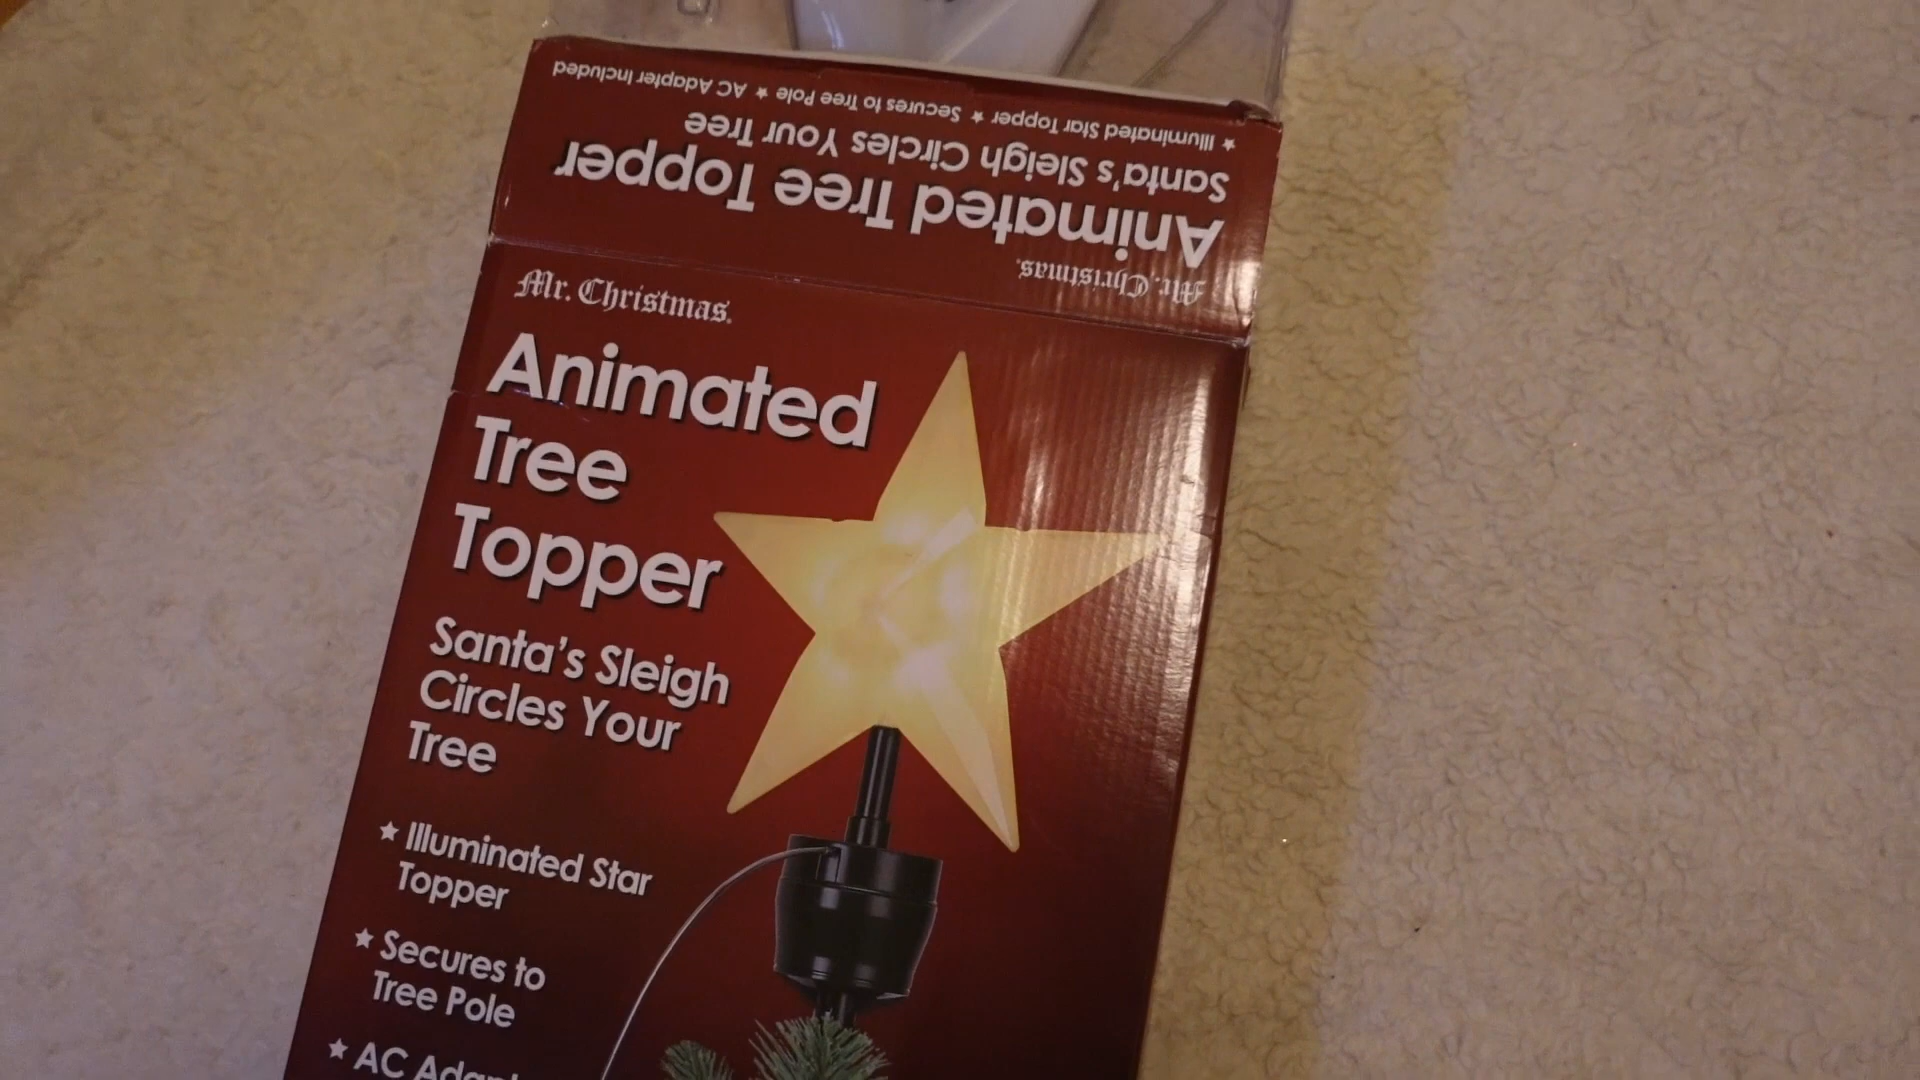 ★ Illuminated Star Topper ★ Secures to Tree Pole ★ AC Adapter Included
Santa's Sleigh Circles Your Tree
Animated Tree Topper
Mr. Christmas.
Mr. Christmas.
Animated
Tree
Topper
Santa's Sleigh
Circles Your
Tree
★ Illuminated Star
Topper
★ Secures to
Tree Pole
★ AC